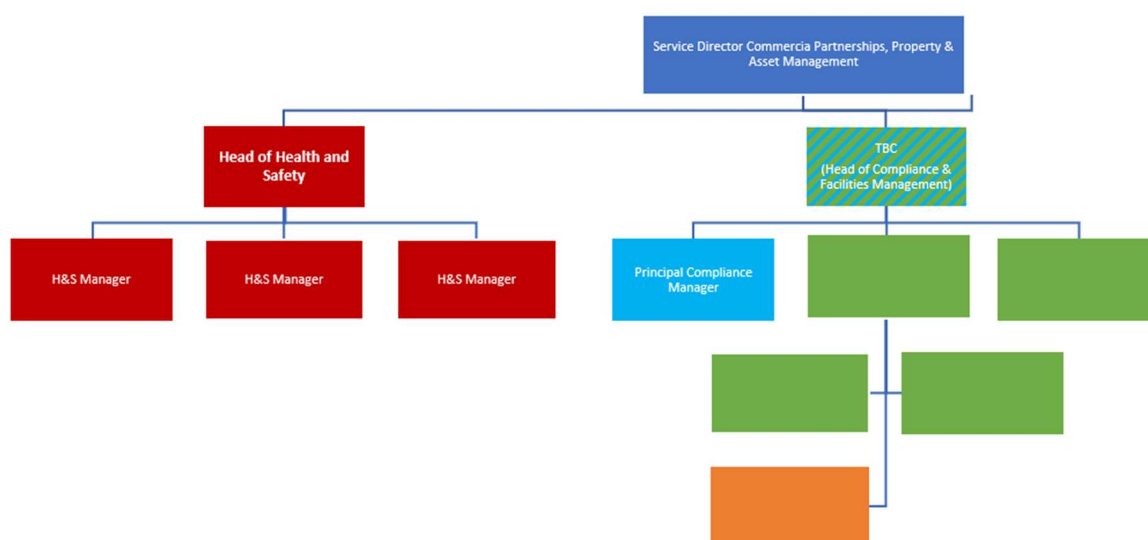 Service Director Commercia Partnerships, Property &
Asset Management
Head of Health and
Safety
TBC
(Head of Compliance &
Facilities Management)
H&S Manager
H&S Manager
H&S Manager
Principal Compliance
Manager